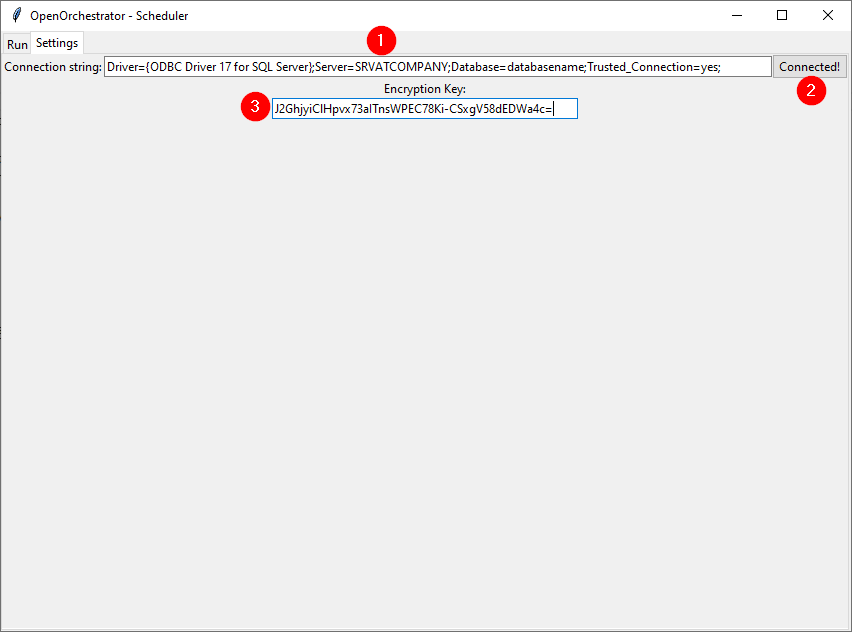 OpenOrchestrator - Scheduler
Run Settings
1
Connection string: Driver={ODBC Driver 17 for SQL Server};Server=SRVATCOMPANY;Database=databasename;Trusted_Connection=yes; Connected!
Encryption Key:
2
3 J2GhjyiCIHpvx73aITnsWPEC78Ki-CSxgV58dEDWa4c=